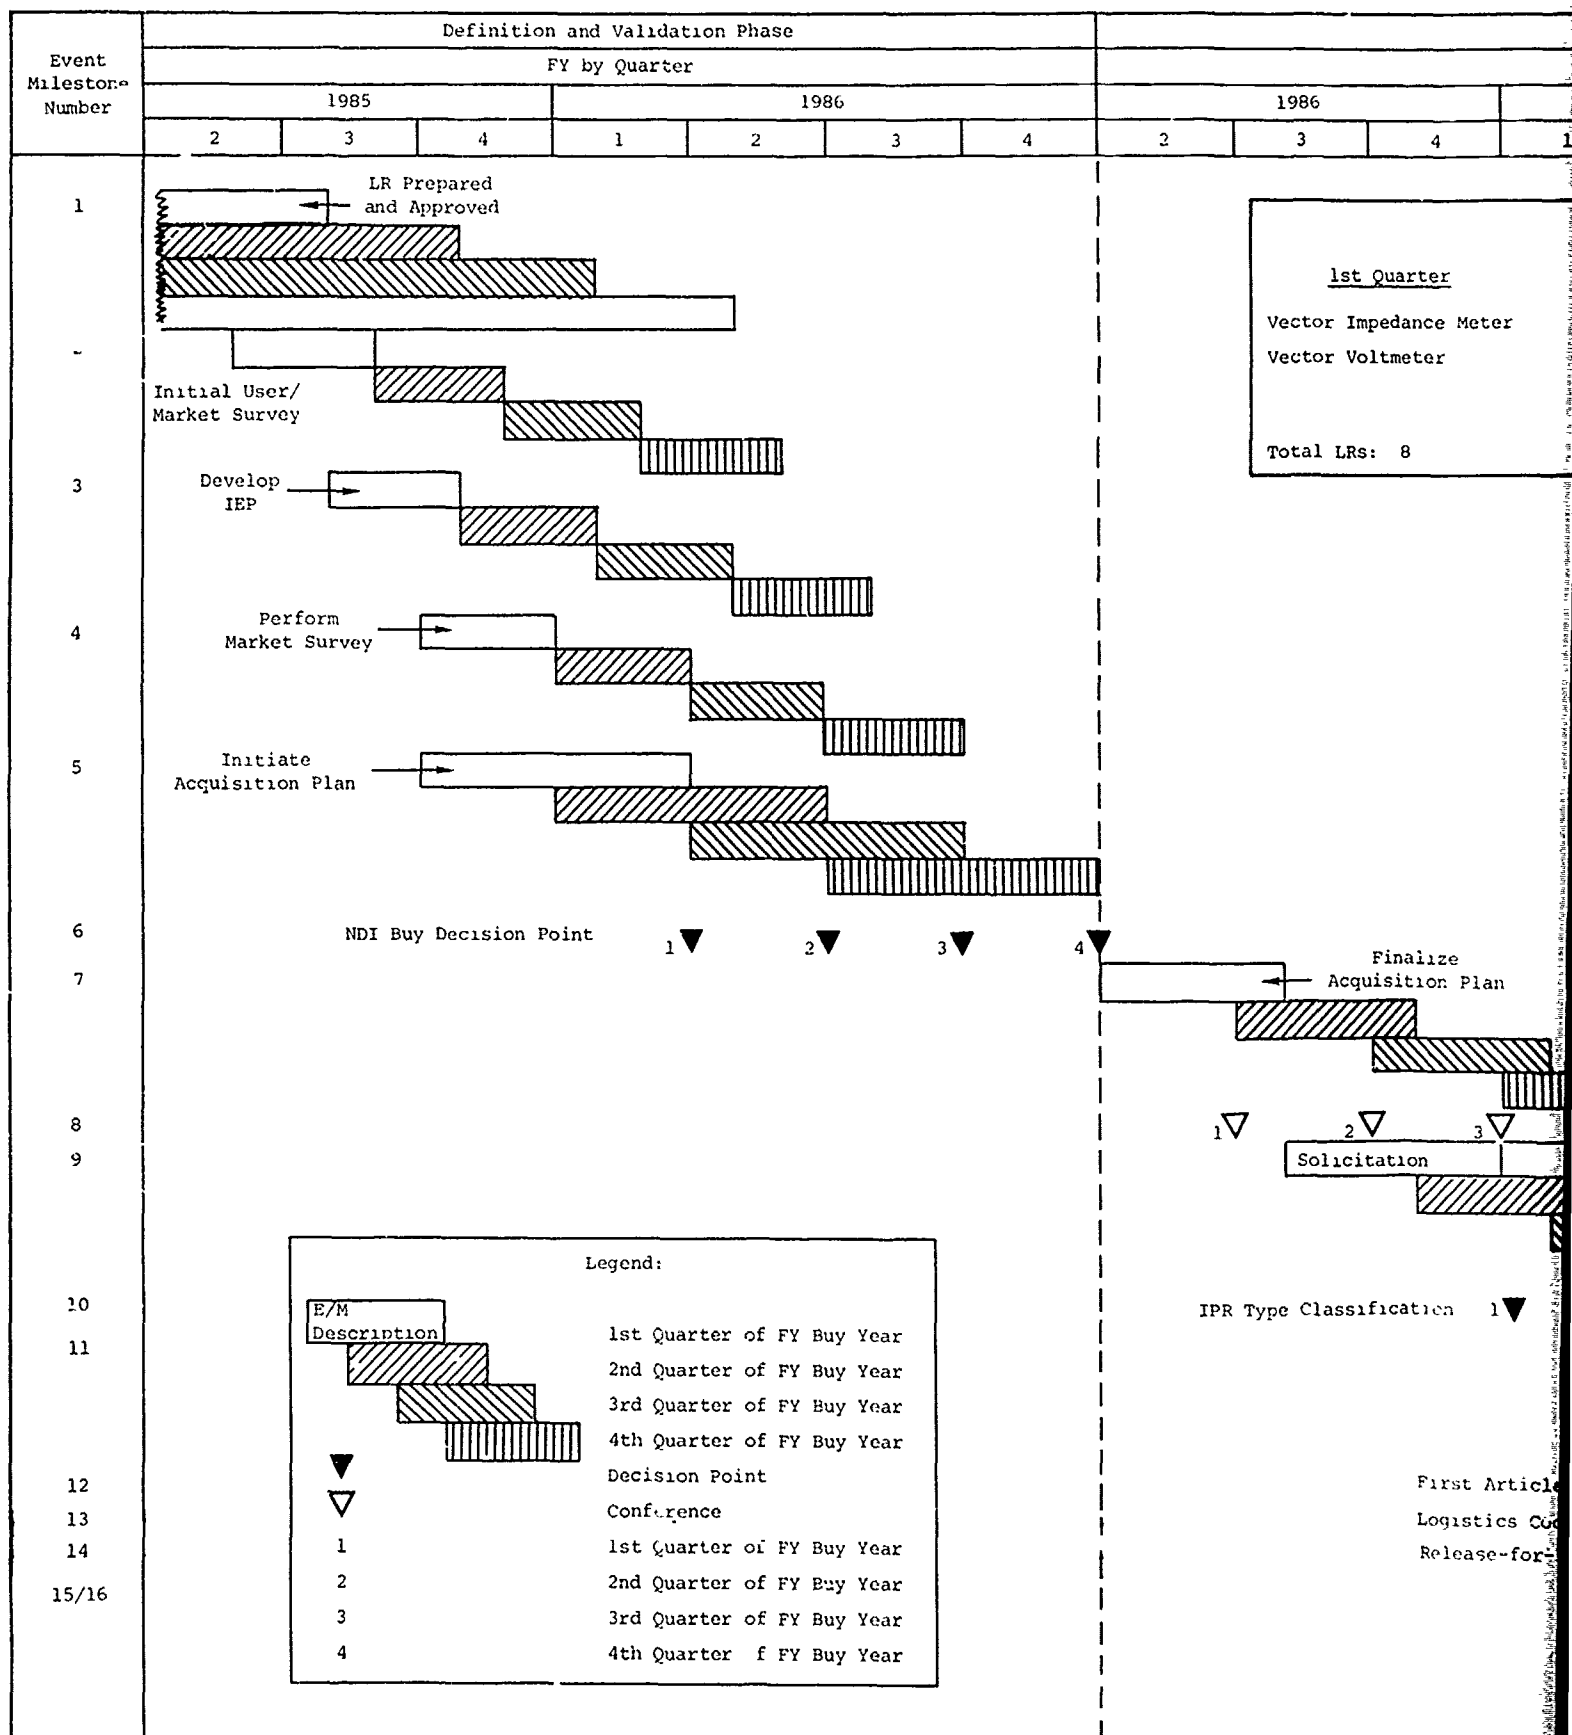 Definition and Validation Phase
Event
Milestone
Number
FY by Quarter
1985 1986 1986
2 3 4 1 2 3 4 2 3 4 1
1
LR Prepared
and Approved
1st Quarter
Vector Impedance Meter
Vector Voltmeter
Total LRs: 8
Initial User/
Market Survey
3
Develop
IEP
4
Perform
Market Survey
5
Initiate
Acquisition Plan
6
NDI Buy Decision Point 1 2 3 4
7
Finalize
Acquisition Plan
8 1 2 3
9 Solicitation
Legend:
10
E/M
Description
1st Quarter of FY Buy Year
IPR Type Classification 1
11
2nd Quarter of FY Buy Year
3rd Quarter of FY Buy Year
4th Quarter of FY Buy Year
Decision Point
12 First Article
Conference
13 Logistics
14 1 1st Quarter of FY Buy Year
Release-for-
15/16 2 2nd Quarter of FY Buy Year
3 3rd Quarter of FY Buy Year
4 4th Quarter f FY Buy Year